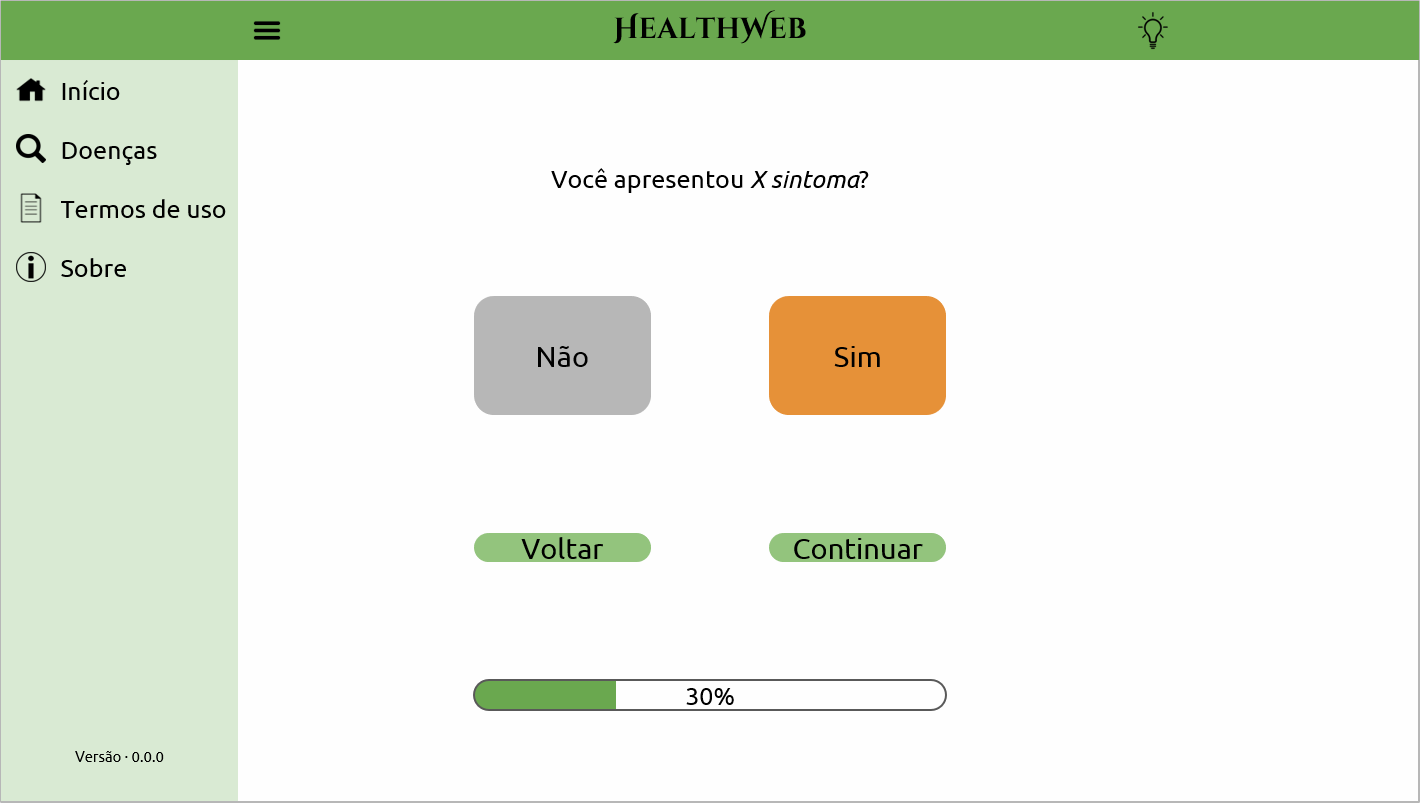 HealthWeb
Início
Doenças
Termos de uso
Sobre
Você apresentou X sintoma?
Não
Sim
Voltar
Continuar
30%
Versão · 0.0.0